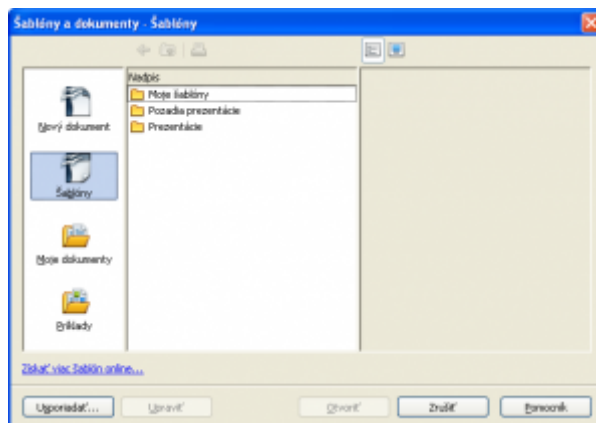 Šablóny a dokumenty - Šablóny
Nadpis
Moje šablóny
Pozadia prezentácie
Prezentácie
Nový dokument
Šablóny
Moje dokumenty
Príklady
Získať viac šablón online...
Usporiadať...
Upraviť
Otvoriť
Zrušiť
Pomocník